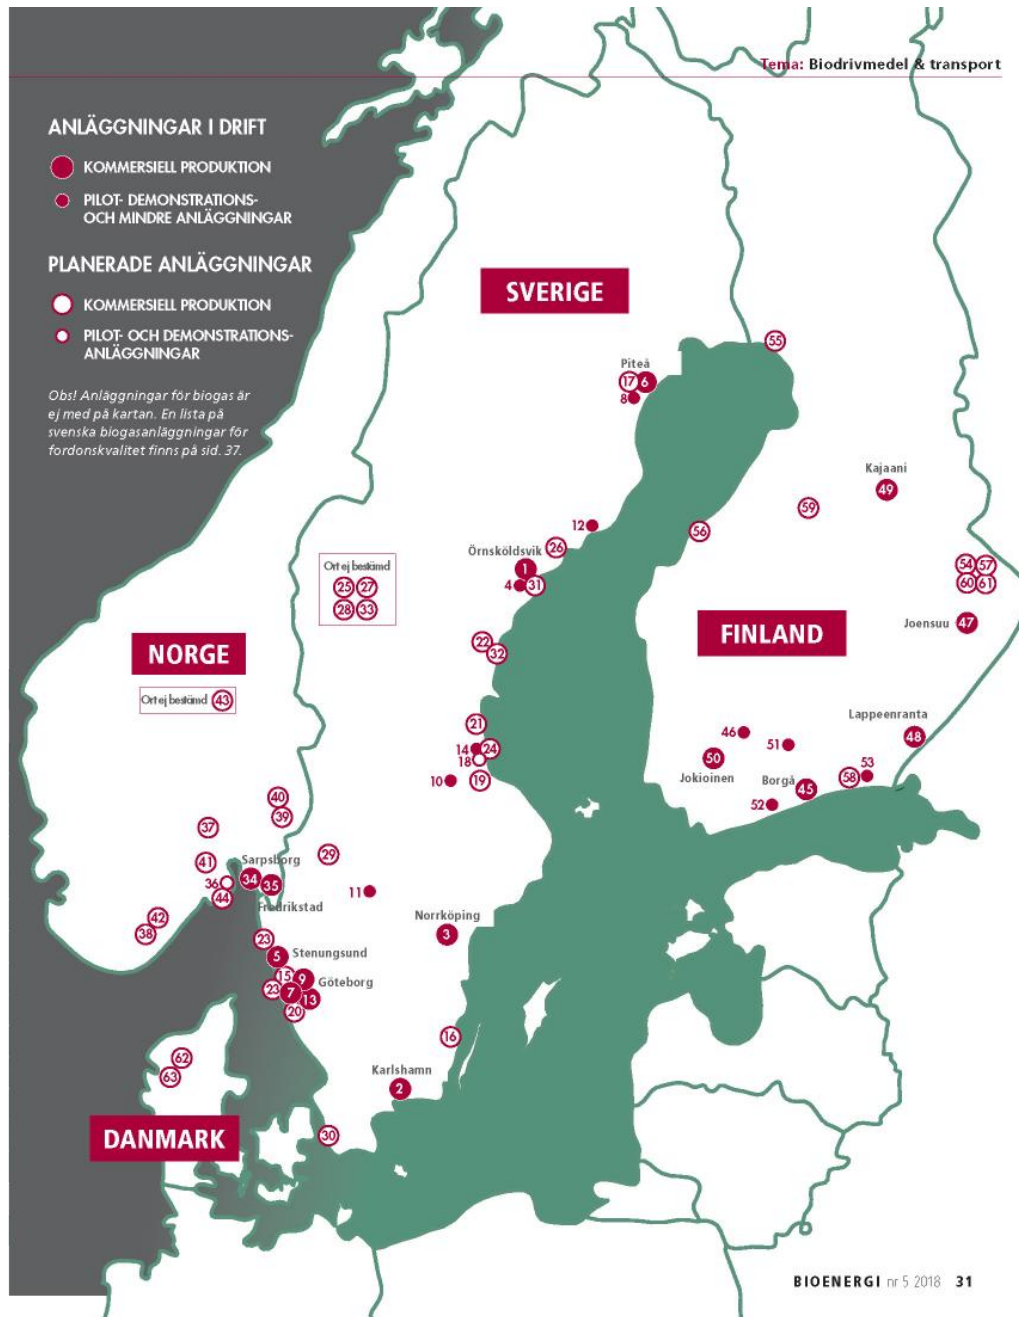 Tema: Biodrivmedel & transport
ANLÄGGNINGAR I DRIFT
KOMMERSIELL PRODUKTION
PILOT- DEMONSTRATIONS-
OCH MINDRE ANLÄGGNINGAR
PLANERADE ANLÄGGNINGAR
KOMMERSIELL PRODUKTION
PILOT- OCH DEMONSTRATIONS-
ANLÄGGNINGAR
Obs! Anläggningar för biogas är
ej med på kartan. En lista på
svenska biogasanläggningar för
fordonskvalitet finns på sid. 37.
SVERIGE
55
Piteå
17 6
8
Kajaani
49
59
12
56
26
Örnsköldsvik
1
4 31
Ort ej bestämd
25 27
28 33
54 57
60 61
Joensuu 47
FINLAND
22
32
NORGE
Ort ej bestämd 43
21
14 24
18
10 19
Lappeenranta
48
46
51
50
Jokioinen
53
58
Borgå
45
52
40
39
37
41
29
Sarpsborg
34 35
36
44
Fredrikstad
11
42
38
Norrköping
3
23
5 Stenungsund
15 9
Göteborg
23 7 13
20
16
62
63
Karlshamn
2
DANMARK
30
BIOENERGI nr 5 2018 31